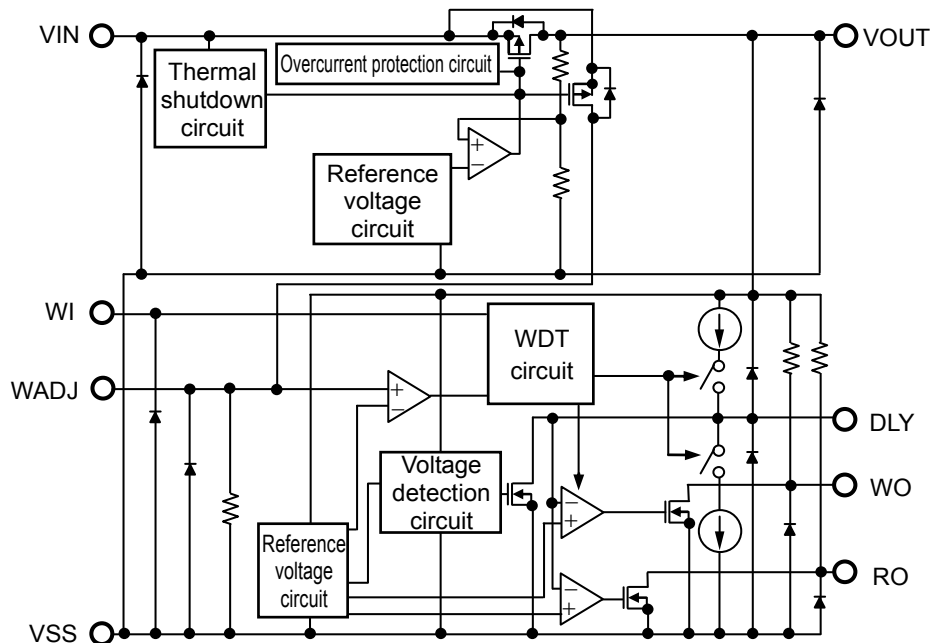 VIN
VOUT
Overcurrent protection circuit
Thermal
shutdown
circuit
+
−
Reference
voltage
circuit
WI
WDT
circuit
WADJ
+
−
DLY
Voltage
detection
circuit
−
+
WO
Reference
voltage
circuit
−
+
RO
VSS